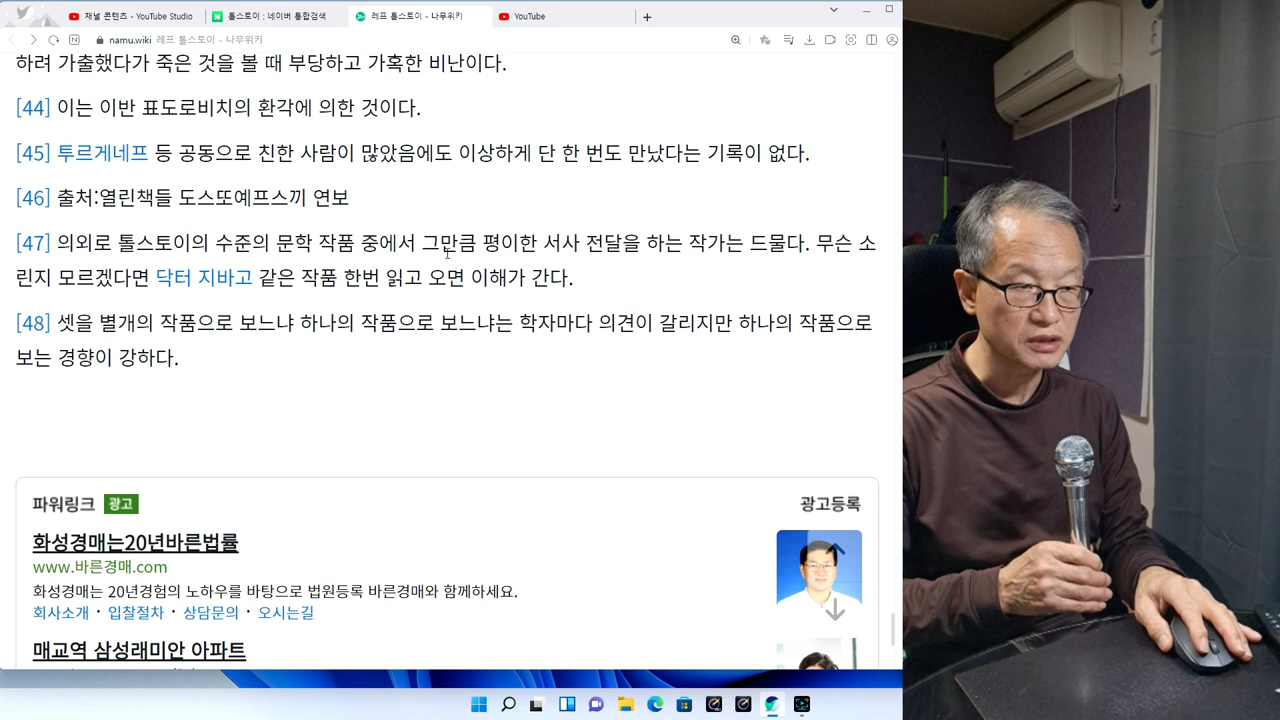 재널 콘텐츠 - YouTube Studio
톨스토이 : 네이버 통합검색
레프 톨스토이 - 나무위키
YouTube
namu.wiki 레프 톨스토이 - 나무위키
하려 가출했다가 죽은 것을 볼 때 부당하고 가혹한 비난이다.
[44] 이는 이반 표도로비치의 환각에 의한 것이다.
[45] 투르게네프 등 공동으로 친한 사람이 많았음에도 이상하게 단 한 번도 만났다는 기록이 없다.
[46] 출처:열린책들 도스또예프스끼 연보
[47] 의외로 톨스토이의 수준의 문학 작품 중에서 그만큼 평이한 서사 전달을 하는 작가는 드물다. 무슨 소
린지 모르겠다면 닥터 지바고 같은 작품 한번 읽고 오면 이해가 간다.
[48] 셋을 별개의 작품으로 보느냐 하나의 작품으로 보느냐는 학자마다 의견이 갈리지만 하나의 작품으로
보는 경향이 강하다.
파워링크 광고
광고등록
화성경매는20년바른법률
www.바른경매.com
화성경매는 20년경험의 노하우를 바탕으로 법원등록 바른경매와 함께하세요.
회사소개 · 입찰절차 · 상담문의 · 오시는길
매교역 삼성래미안 아파트